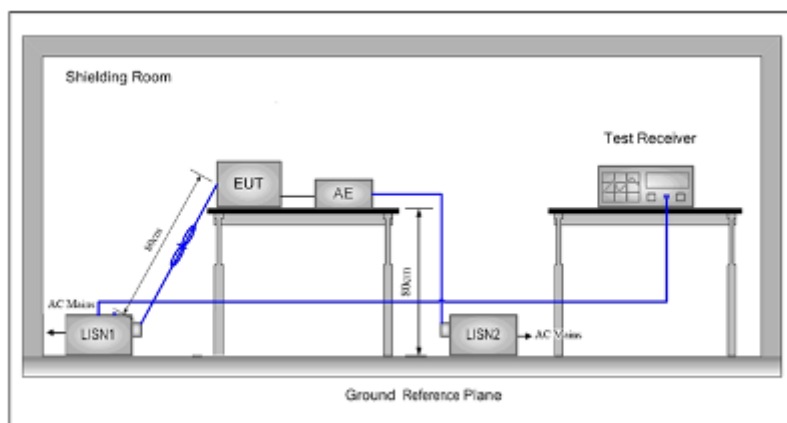 Shielding Room
Test Receiver
EUT
AE
80cm
80cm
AC Mains
LISN1
LISN2
AC Mains
Ground Reference Plane